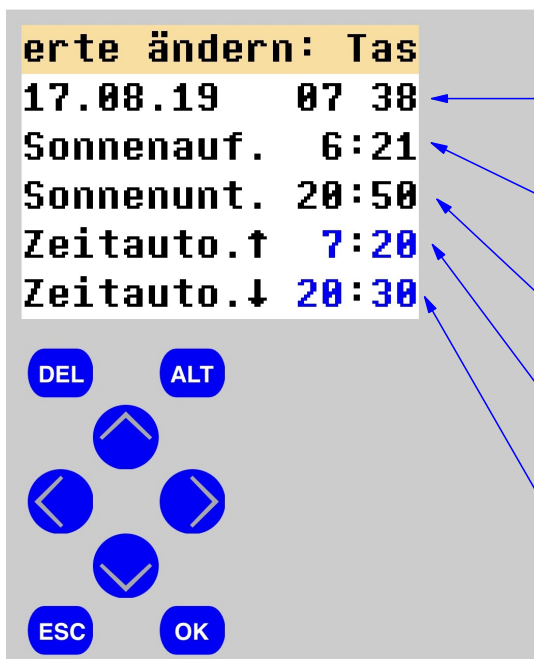 erte ändern: Tas
17.08.19 07 38
Sonnenauf. 6:21
Sonnenunt. 20:50
Zeitauto.↑ 7:20
Zeitauto.↓ 20:30
DEL ALT
ESC OK